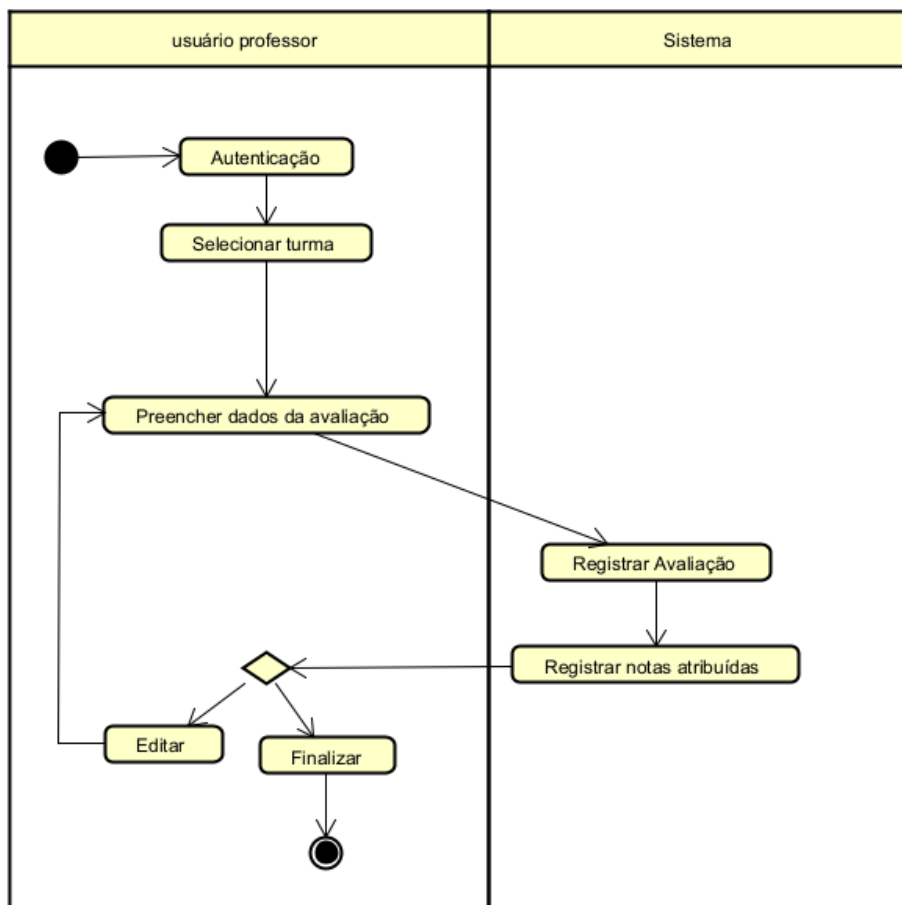 usuário professor
Sistema
Autenticação
Selecionar turma
Preencher dados da avaliação
Registrar Avaliação
Registrar notas atribuídas
Editar
Finalizar